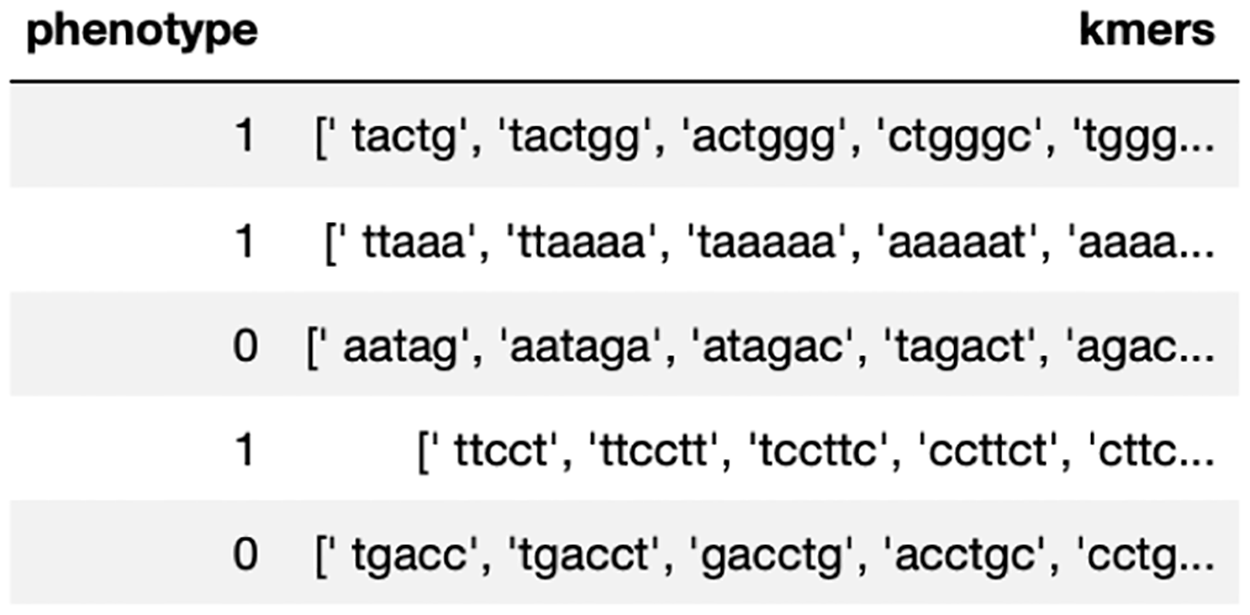 phenotype kmers
1 [' tactg', 'tactgg', 'actggg', 'ctgggc', 'tggg...
1 [' ttaaa', 'ttaaaa', 'taaaaa', 'aaaaat', 'aaaa...
0 [' aatag', 'aataga', 'atagac', 'tagact', 'agac...
1 [' ttcct', 'ttcctt', 'tccttc', 'ccttct', 'cttc...
0 [' tgacc', 'tgacct', 'gacctg', 'acctgc', 'cctg...